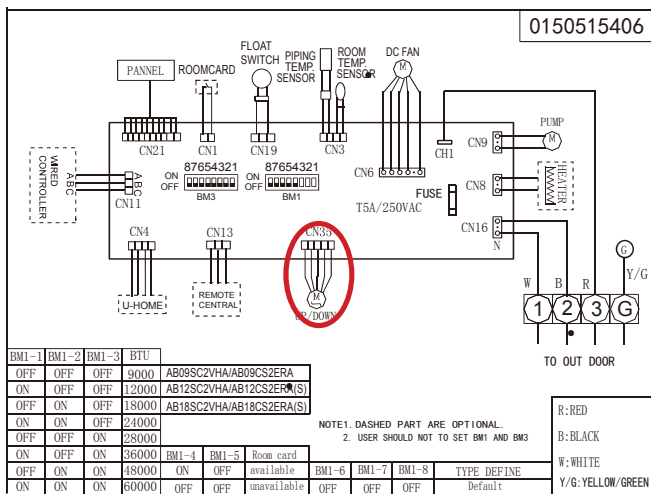 0150515406
PANNEL
ROOMCARD
FLOAT SWITCH
PIPING TEMP. SENSOR
ROOM TEMP. SENSOR
DC FAN
M
CN21
CN1
CN19
CN3
CH1
CN9
PUMP
M
WIRED CONTROLLER
A B C
A B C
CN11
ON
OFF
87654321
BM3
ON
OFF
87654321
BM1
CN6
FUSE
T5A/250VAC
CN8
HEATER
CN16
N
CN4
CN13
CN35
M
UP/DOWN
U-HOME
REMOTE CENTRAL
G
Y/G
W B R
1 2 3 G
TO OUT DOOR
BM1-1 BM1-2 BM1-3 BTU
OFF OFF OFF 9000 AB09SC2VHA/AB09CS2ERA
ON OFF OFF 12000 AB12SC2VHA/AB12CS2ERA(S)
OFF ON OFF 18000 AB18SC2VHA/AB18CS2ERA(S)
ON ON OFF 24000
OFF OFF ON 28000
ON OFF ON 36000 BM1-4 BM1-5 Room card
OFF ON ON 48000 ON OFF available BM1-6 BM1-7 BM1-8 TYPE DEFINE
ON ON ON 60000 OFF OFF unavailable OFF OFF OFF Default
NOTE1. DASHED PART ARE OPTIONAL.
2. USER SHOULD NOT TO SET BM1 AND BM3
R:RED
B:BLACK
W:WHITE
Y/G:YELLOW/GREEN